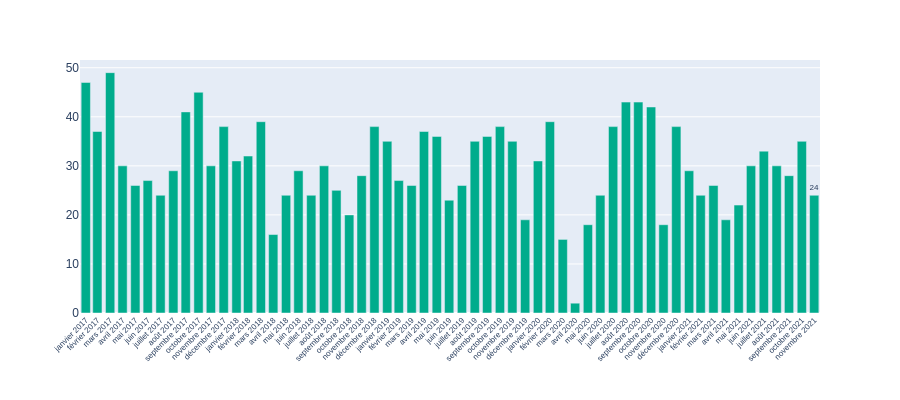 50
40
30
20
10
0
24
janvier 2017
février 2017
mars 2017
avril 2017
mai 2017
juin 2017
juillet 2017
août 2017
septembre 2017
octobre 2017
novembre 2017
décembre 2017
janvier 2018
février 2018
mars 2018
avril 2018
mai 2018
juin 2018
juillet 2018
août 2018
septembre 2018
octobre 2018
novembre 2018
décembre 2018
janvier 2019
février 2019
mars 2019
avril 2019
mai 2019
juin 2019
juillet 2019
août 2019
septembre 2019
octobre 2019
novembre 2019
décembre 2019
janvier 2020
février 2020
mars 2020
avril 2020
mai 2020
juin 2020
juillet 2020
août 2020
septembre 2020
octobre 2020
novembre 2020
décembre 2020
janvier 2021
février 2021
mars 2021
avril 2021
mai 2021
juin 2021
juillet 2021
août 2021
septembre 2021
octobre 2021
novembre 2021